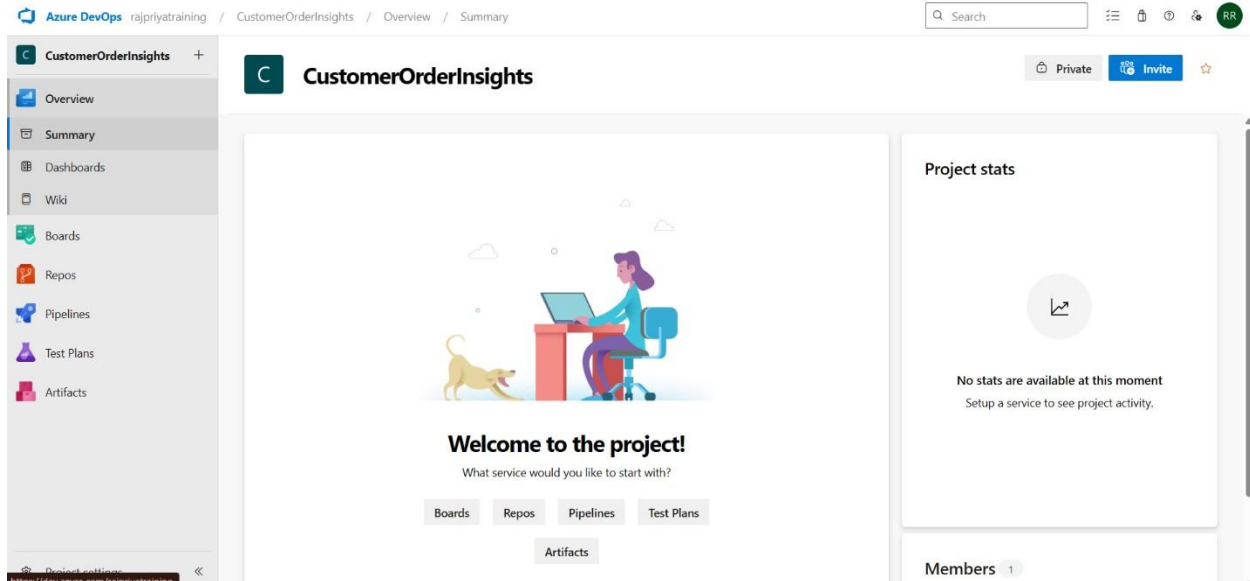 Azure DevOps rajpriyatraining / CustomerOrderInsights / Overview / Summary
Search
RR
C CustomerOrderInsights +
Overview
Summary
Dashboards
Wiki
Boards
Repos
Pipelines
Test Plans
Artifacts
Project settings
C CustomerOrderInsights
Private
Invite
Welcome to the project!
What service would you like to start with?
Boards Repos Pipelines Test Plans
Artifacts
Project stats
No stats are available at this moment
Setup a service to see project activity.
Members 1